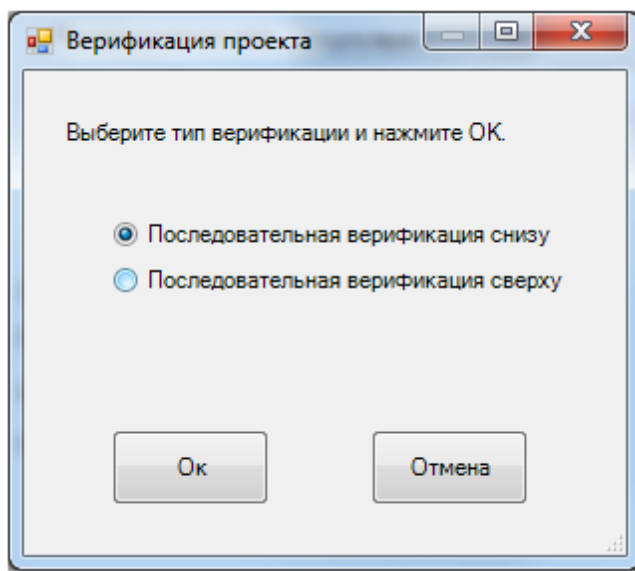 Верификация проекта
Выберите тип верификации и нажмите ОК.
Последовательная верификация снизу
Последовательная верификация сверху
Ок
Отмена